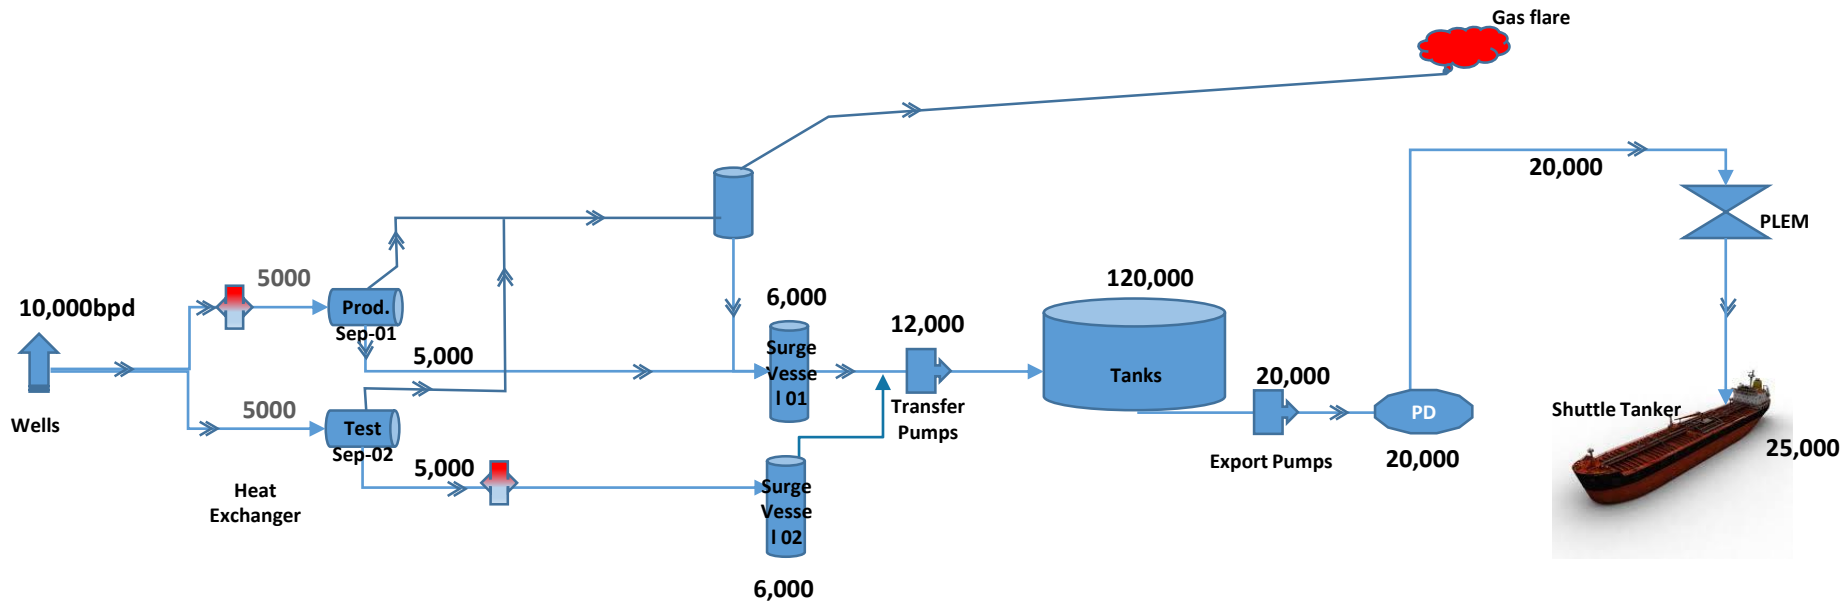 Gas flare
20,000
PLEM
5000
10,000bpd
Prod.
Sep-01
6,000
120,000
12,000
5,000
Surge
Vesse
l 01
Tanks
20,000
5000
Wells
Test
Sep-02
Transfer
Pumps
PD
Shuttle Tanker
25,000
5,000
Export Pumps
20,000
Heat
Exchanger
Surge
Vesse
l 02
6,000